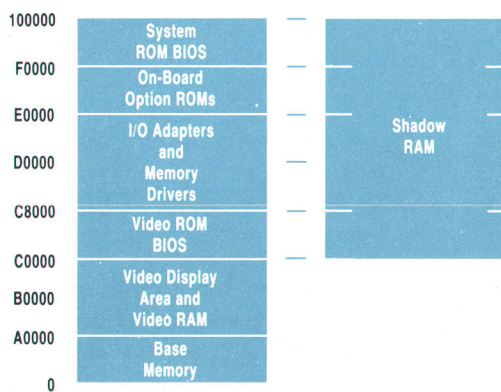 100000
System
ROM BIOS
F0000
On-Board
Option ROMs
E0000
I/O Adapters
and
Memory
Drivers
D0000
C8000
Video ROM
BIOS
C0000
Video Display
Area and
Video RAM
B0000
A0000
Base
Memory
0
Shadow
RAM